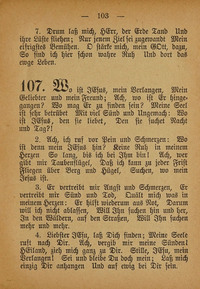 — 103 —
7. Drum laß mich, HErr, der Erde Tand Und
ihre Lüste fliehen; Nur jenem Ziel sei zugewandt Mein
eifrigstes Bemühen. O stärke mich, mein GOtt, dazu,
So find ich hier schon wahre Ruh Und dort das
ewge Leben.
107. Wo ist JEsus, mein Verlangen, Mein
Geliebter und mein Freund; Ach, wo ist Er hinge-
gangen? Wo mag Er zu finden sein? Meine Seel
ist sehr betrübet Mit viel Sünd und Ungemach; Wo
ist JEsus, den sie liebet, Den sie suchet Nacht
und Tag?!
2. Ach, ich ruf vor Pein und Schmerzen: Wo
ist denn mein JEsus hin? Keine Ruh in meinem
Herzen So lang, bis ich bei Ihm bin! Ach, wer
gibt mir Taubenflügel, Daß ich kann zu jeder Frist
Fliegen über Berg und Hügel, Suchen, wo mein
JEsus ist.
3. Er vertreibt mir Angst und Schmerzen, Er
vertreibt mir Sünd und Tod, Quält mich was in
meinem Herzen: Er hilft wiederum aus Not, Darum
will ich nicht ablassen, Will Ihn suchen hin und her,
In den Wäldern, auf den Straßen, Will Ihn suchen
mehr und mehr.
4. Liebster JEsu, laß Dich finden; Meine Seele
ruft nach Dir. Ach, vergib mir meine Sünden!
HEiland, zieh mich ganz zu Dir. Stille, JEsu, mein
Verlangen! Sei und bleibe Du doch mein; Laß mich
einzig Dir anhangen Und auf ewig Dir sein.